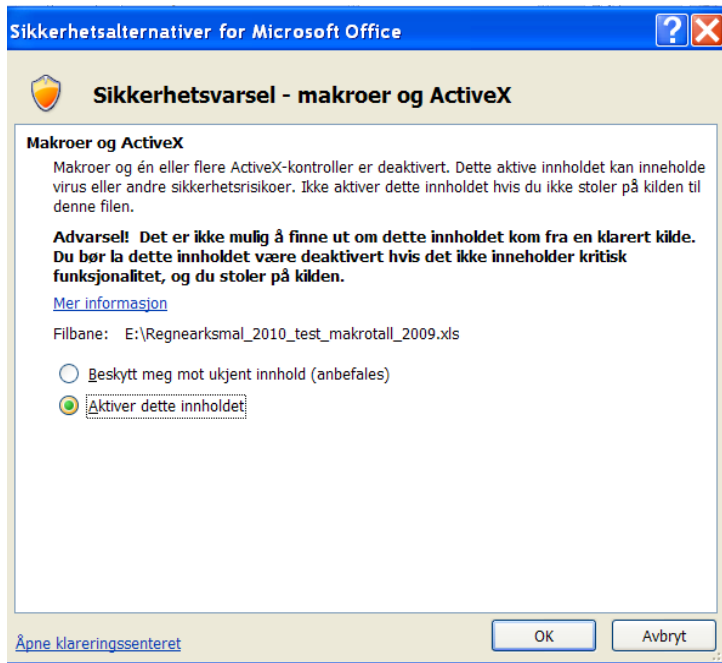 Sikkerhetsalternativer for Microsoft Office
Sikkerhetsvarsel - makroer og ActiveX
Makroer og ActiveX
Makroer og én eller flere ActiveX-kontroller er deaktivert. Dette aktive innholdet kan inneholde
virus eller andre sikkerhetsrisikoer. Ikke aktiver dette innholdet hvis du ikke stoler på kilden til
denne filen.
Advarsel! Det er ikke mulig å finne ut om dette innholdet kom fra en klarert kilde.
Du bør la dette innholdet være deaktivert hvis det ikke inneholder kritisk
funksjonalitet, og du stoler på kilden.
Mer informasjon
Filbane: E:\Regnearksmal_2010_test_makrotall_2009.xls
Beskytt meg mot ukjent innhold (anbefales)
Aktiver dette innholdet
Åpne klareringssenteret
OK
Avbryt